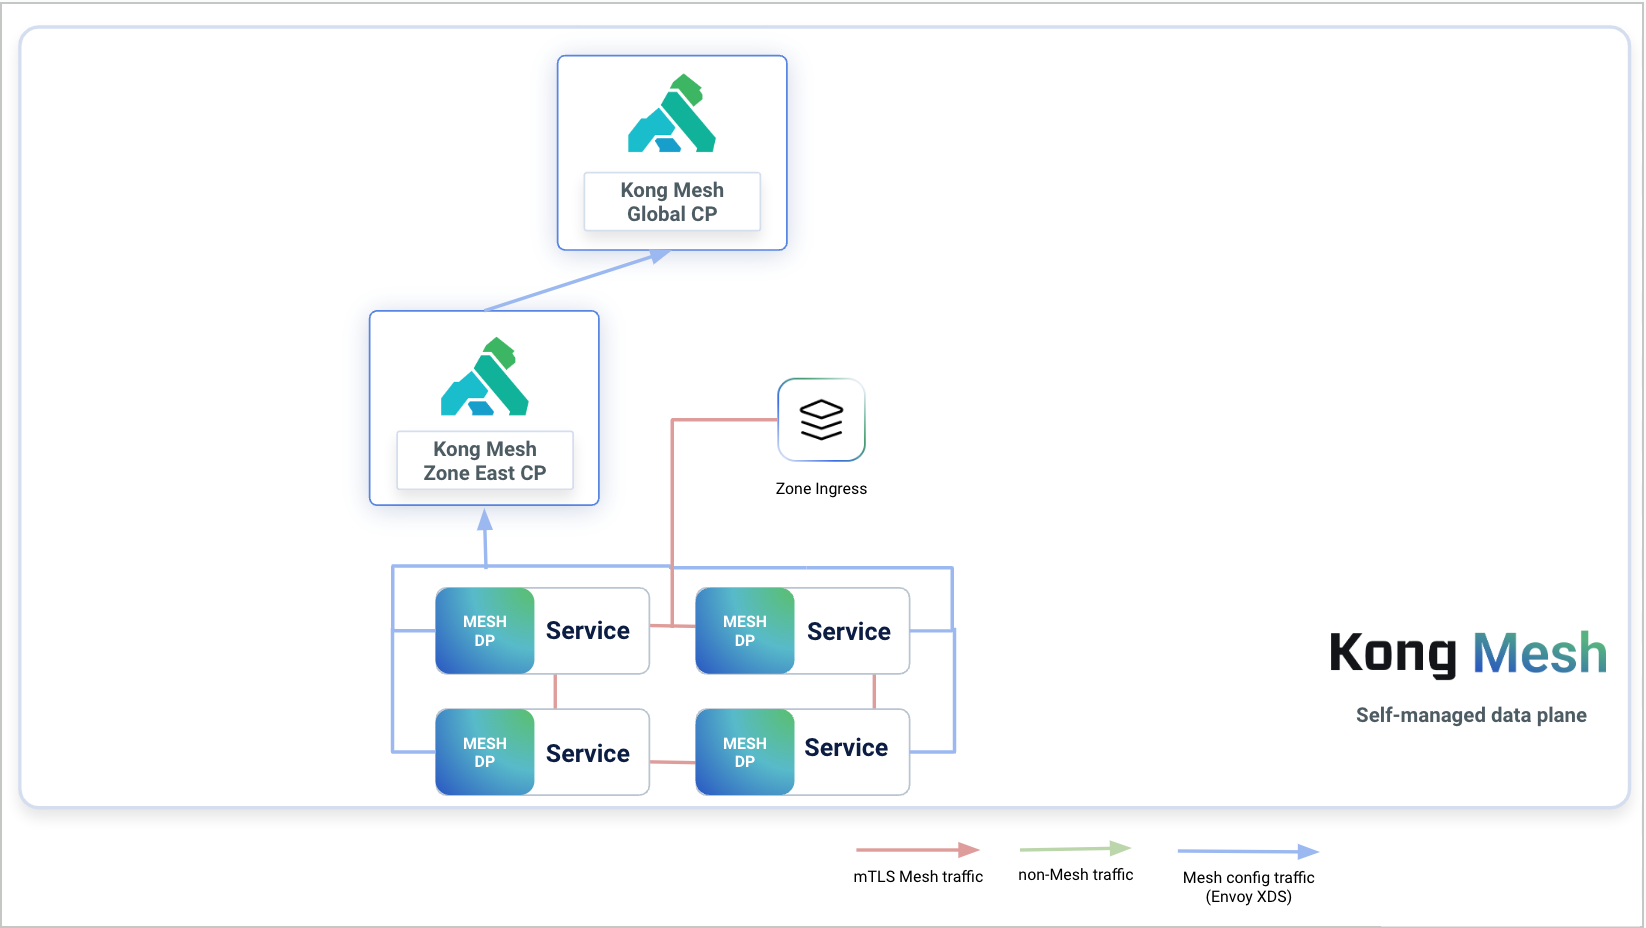 Kong Mesh
Global CP
Kong Mesh
Zone East CP
Zone Ingress
MESH
DP
Service
MESH
DP
Service
MESH
DP
Service
MESH
DP
Service
Kong Mesh
Self-managed data plane
mTLS Mesh traffic
non-Mesh traffic
Mesh config traffic
(Envoy XDS)